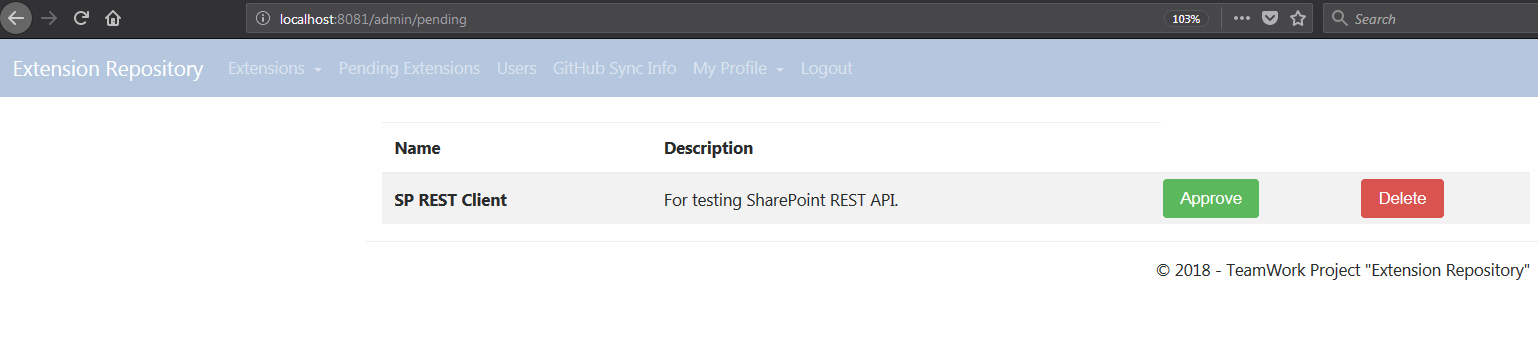 localhost:8081/admin/pending 103% Search
Extension Repository Extensions Pending Extensions Users GitHub Sync Info My Profile Logout
Name Description
SP REST Client For testing SharePoint REST API. Approve Delete
© 2018 - TeamWork Project "Extension Repository"